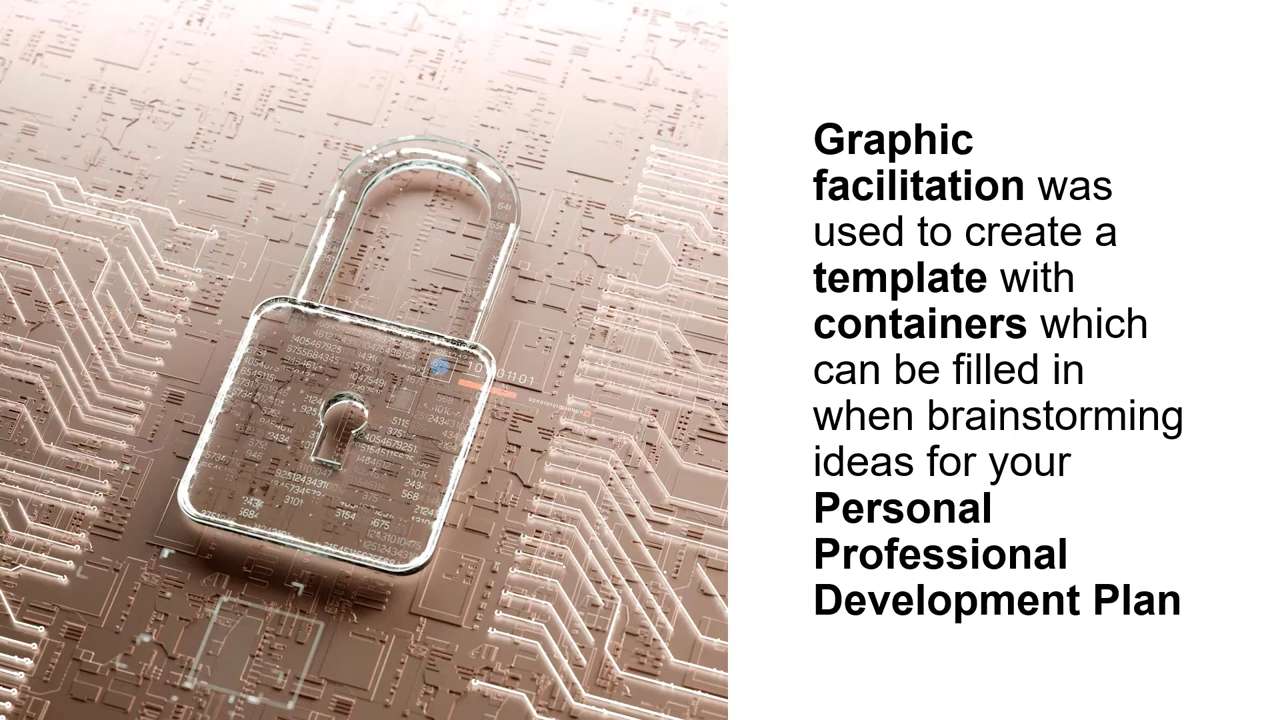 Graphic
facilitation was
used to create a
template with
containers which
can be filled in
when brainstorming
ideas for your
Personal
Professional
Development Plan